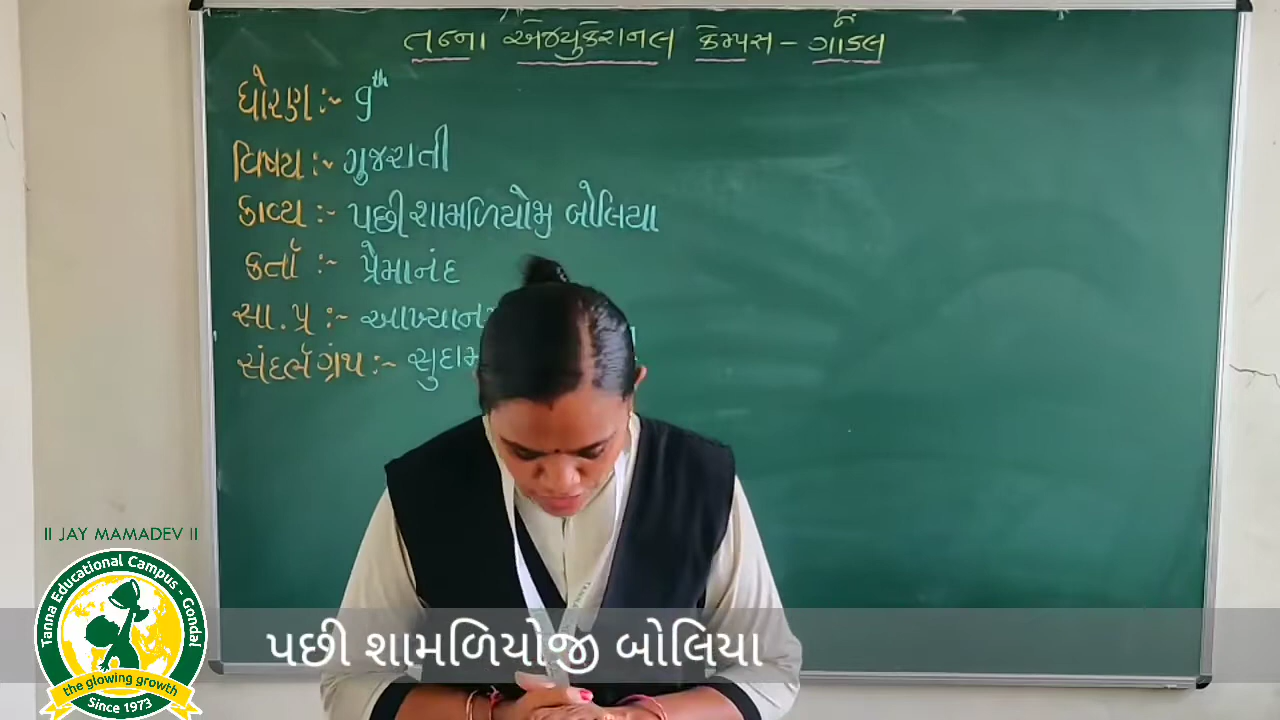 તન્ના એજ્યુકેશનલ કેમ્પસ - ગોંડલ
ધોરણ :- 9th
વિષય :- ગુજરાતી
કાવ્ય :- પછી શામળિયોજી બોલિયા
કર્તા :- પ્રેમાનંદ
સા. પ્ર :-
સંદર્ભગ્રંથ :-
પછી શામળિયોજી બોલિયા
II JAY MAMADEV II
Tanna Educational Campus - Gondal
the glowing growth
Since 1973